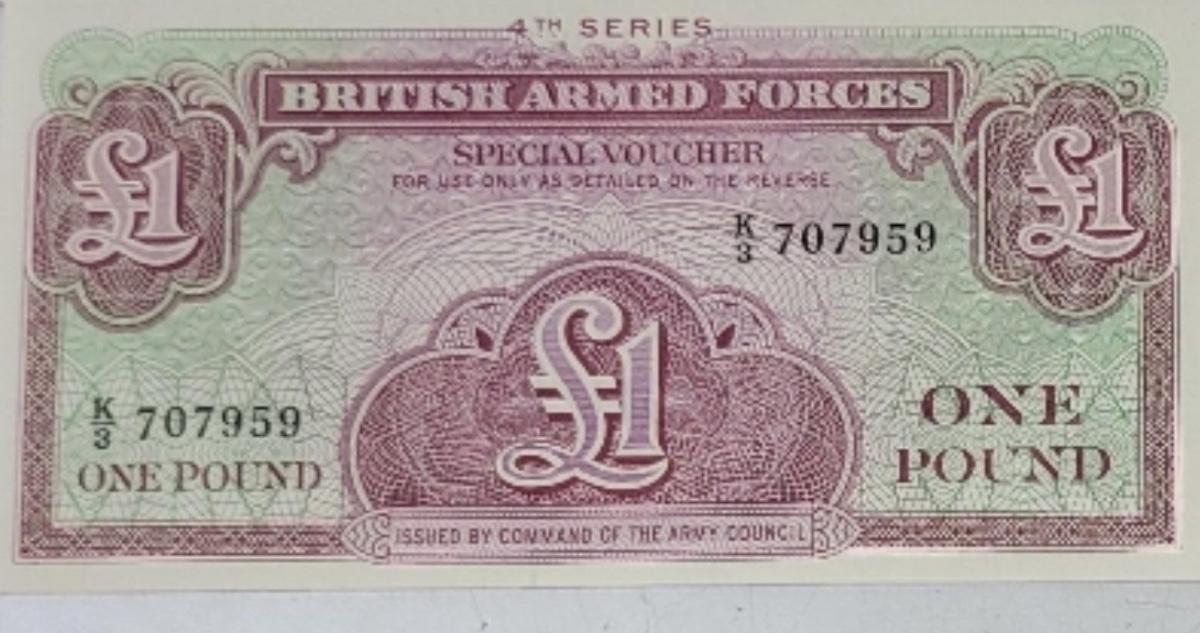 4TH SERIES
BRITISH ARMED FORCES
£1 £1
SPECIAL VOUCHER
FOR USE ONLY AS DETAILED ON THE REVERSE
K/3 707959
£1
K/3 707959
ONE POUND
ONE
POUND
ISSUED BY COMMAND OF THE ARMY COUNCIL